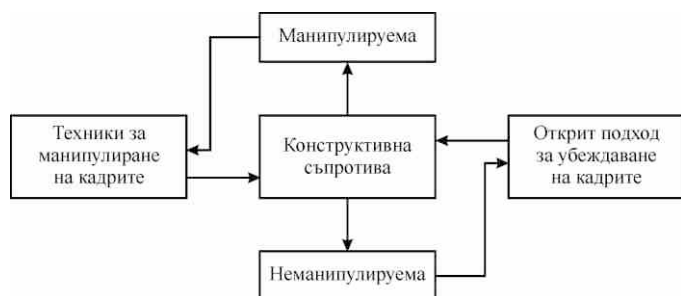 Манипулируема
Техники за
манипулиране
на кадрите
Конструктивна
съпротива
Открит подход
за убеждаване
на кадрите
Неманипулируема